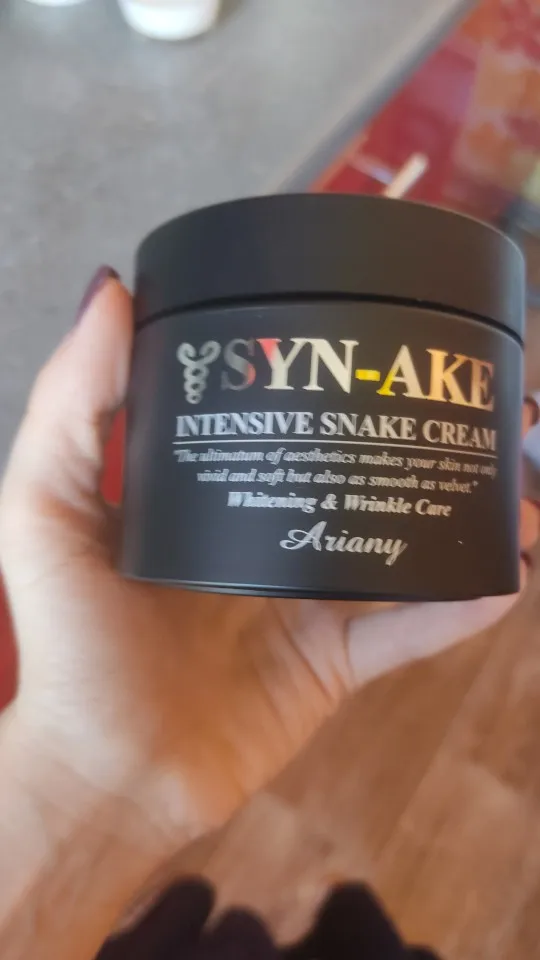 SYN-AKE
INTENSIVE SNAKE CREAM
"The ultimatum of aesthetics makes your skin not only
vivid and soft but also as smooth as velvet."
Whitening & Wrinkle Care
Ariany